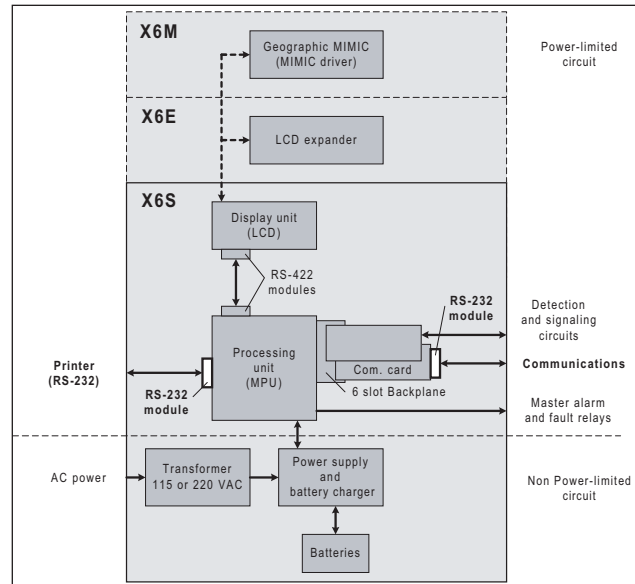 X6M
Geographic MIMIC
(MIMIC driver)
Power-limited
circuit
X6E
LCD expander
X6S
Display unit
(LCD)
RS-422
modules
RS-232
module
Detection
and signaling
circuits
Processing
unit
(MPU)
Com. card
Communications
Printer
(RS-232)
RS-232
module
6 slot Backplane
Master alarm
and fault relays
AC power
Transformer
115 or 220 VAC
Power supply
and
battery charger
Non Power-limited
circuit
Batteries